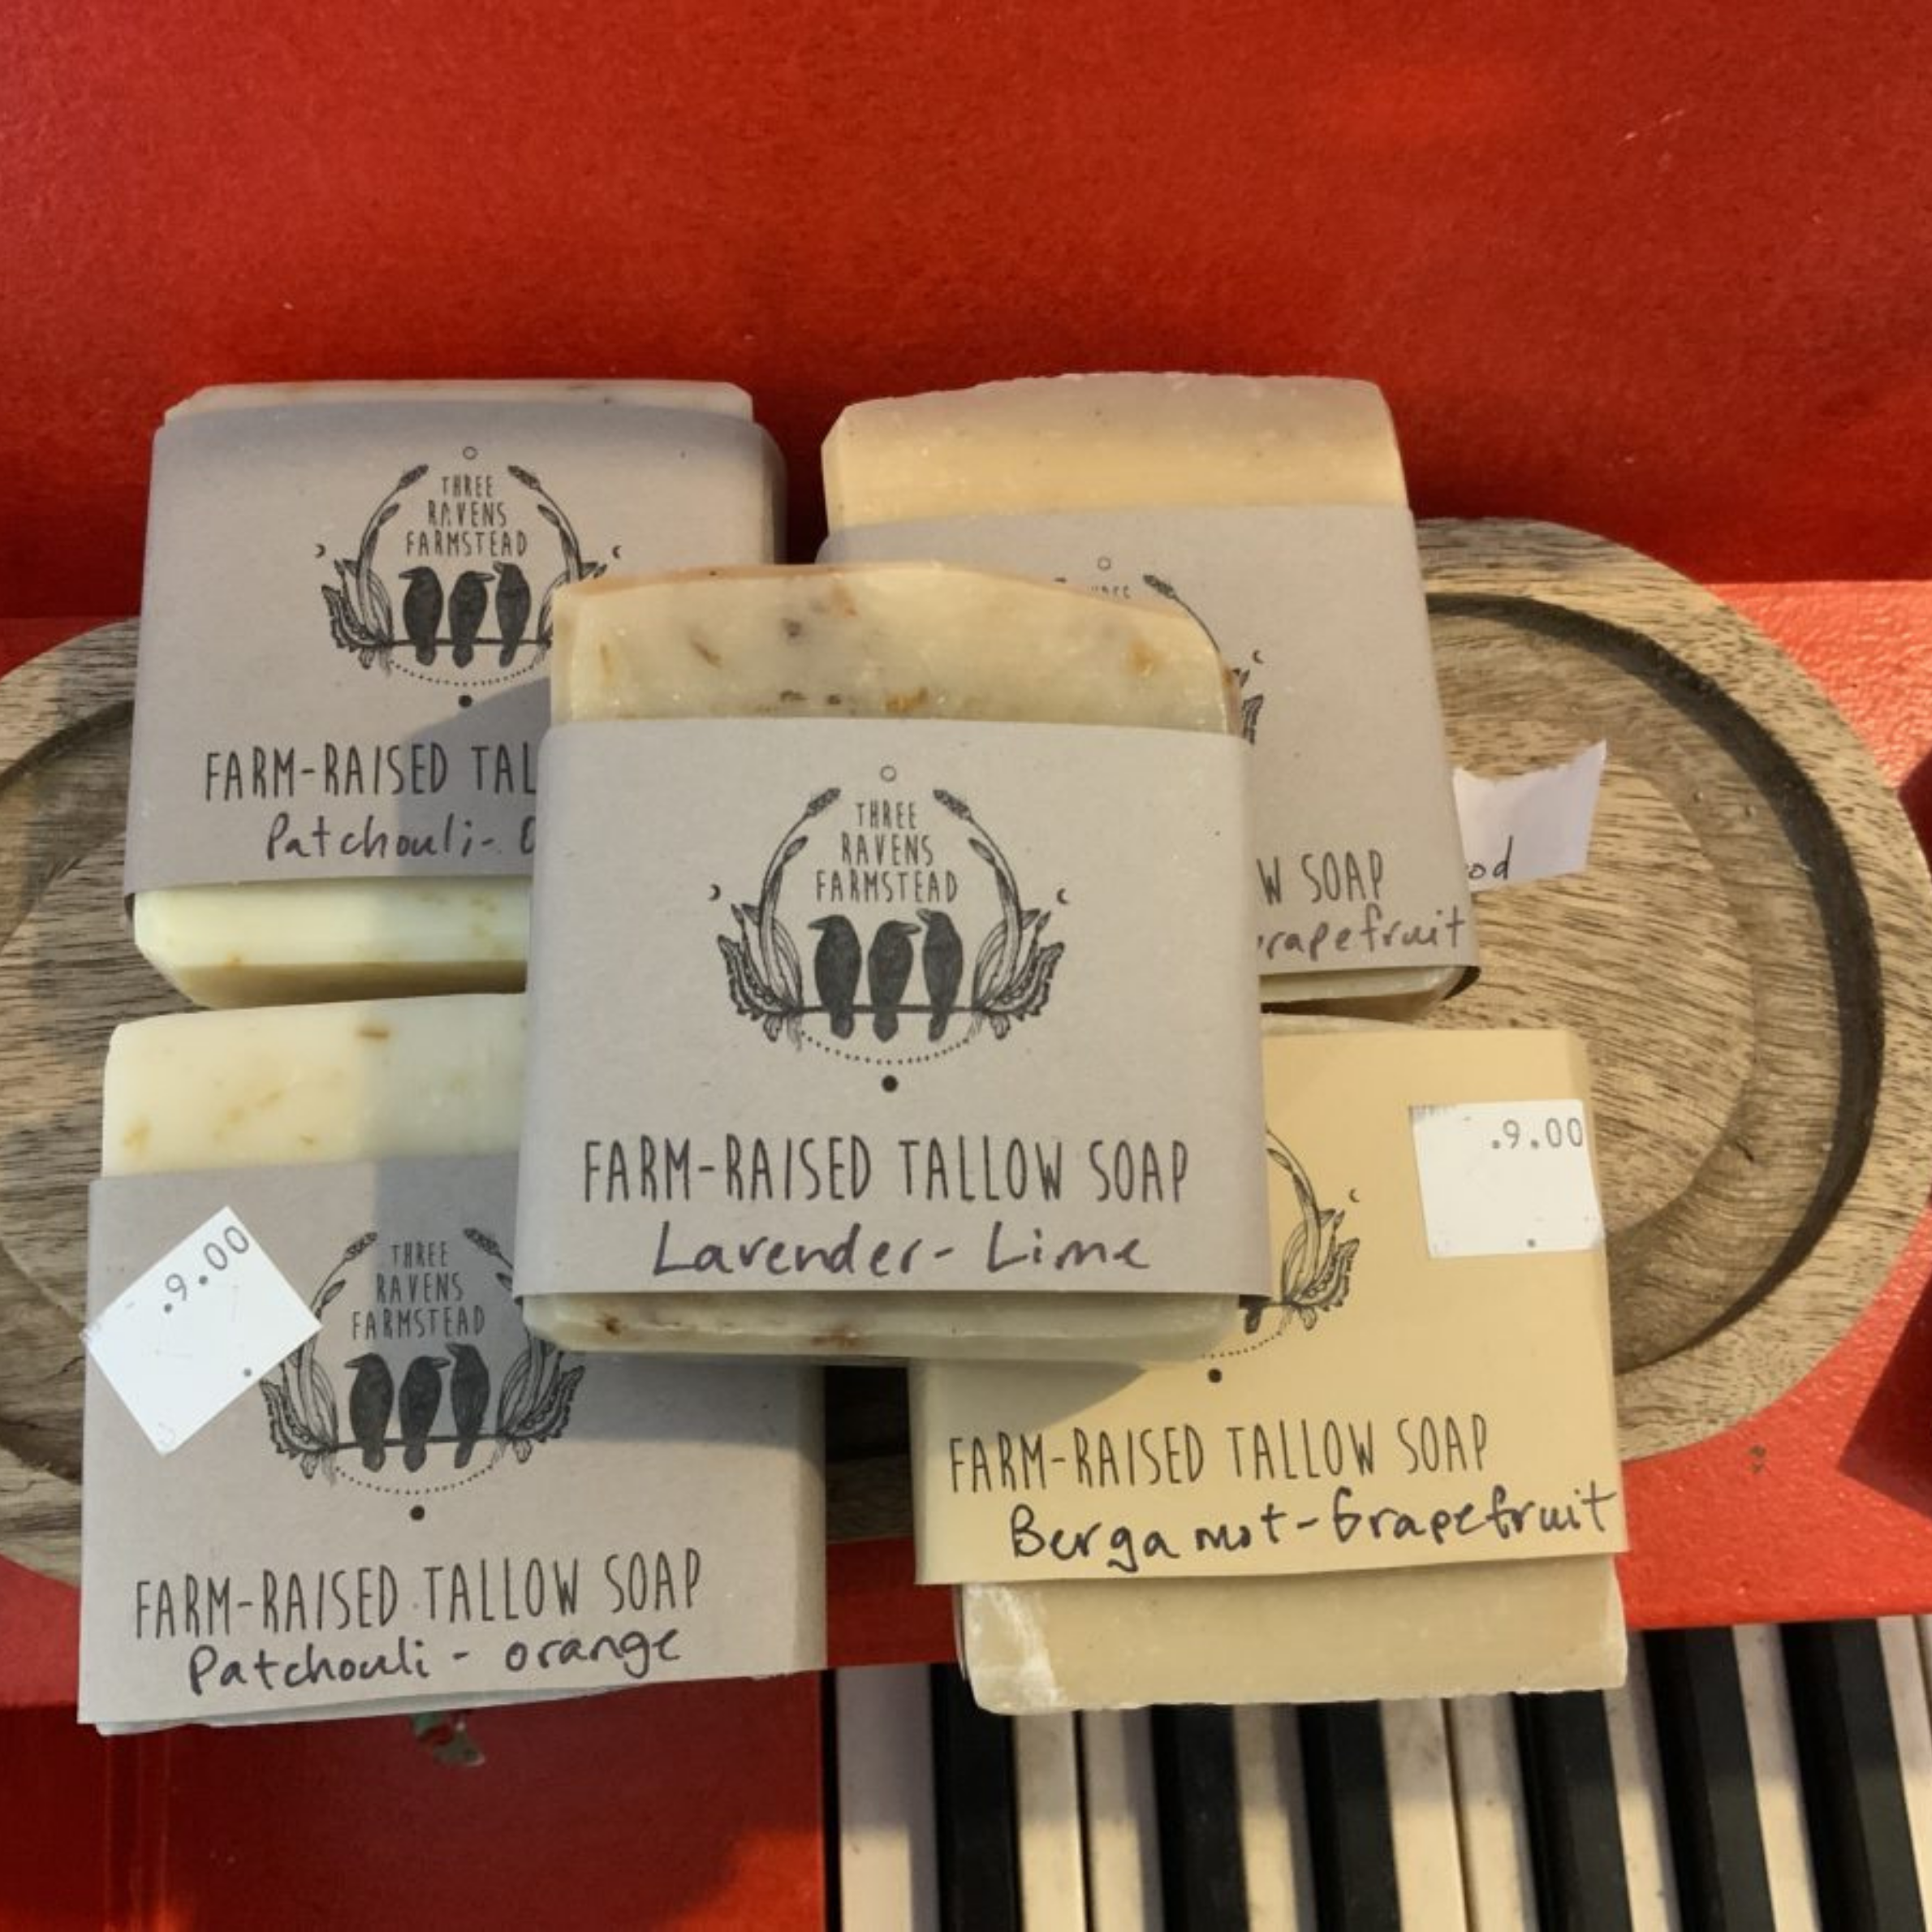 THREE
RAVENS
FARMSTEAD
FARM-RAISED TAL
Patchouli-
W SOAP
rapefruit
od
THREE
RAVENS
FARMSTEAD
FARM-RAISED TALLOW SOAP
Lavender- Lime
.9.00
THREE
RAVENS
FARMSTEAD
FARM-RAISED TALLOW SOAP
Patchouli - orange
.9.00
FARM-RAISED TALLOW SOAP
Bergamot-Grapefruit